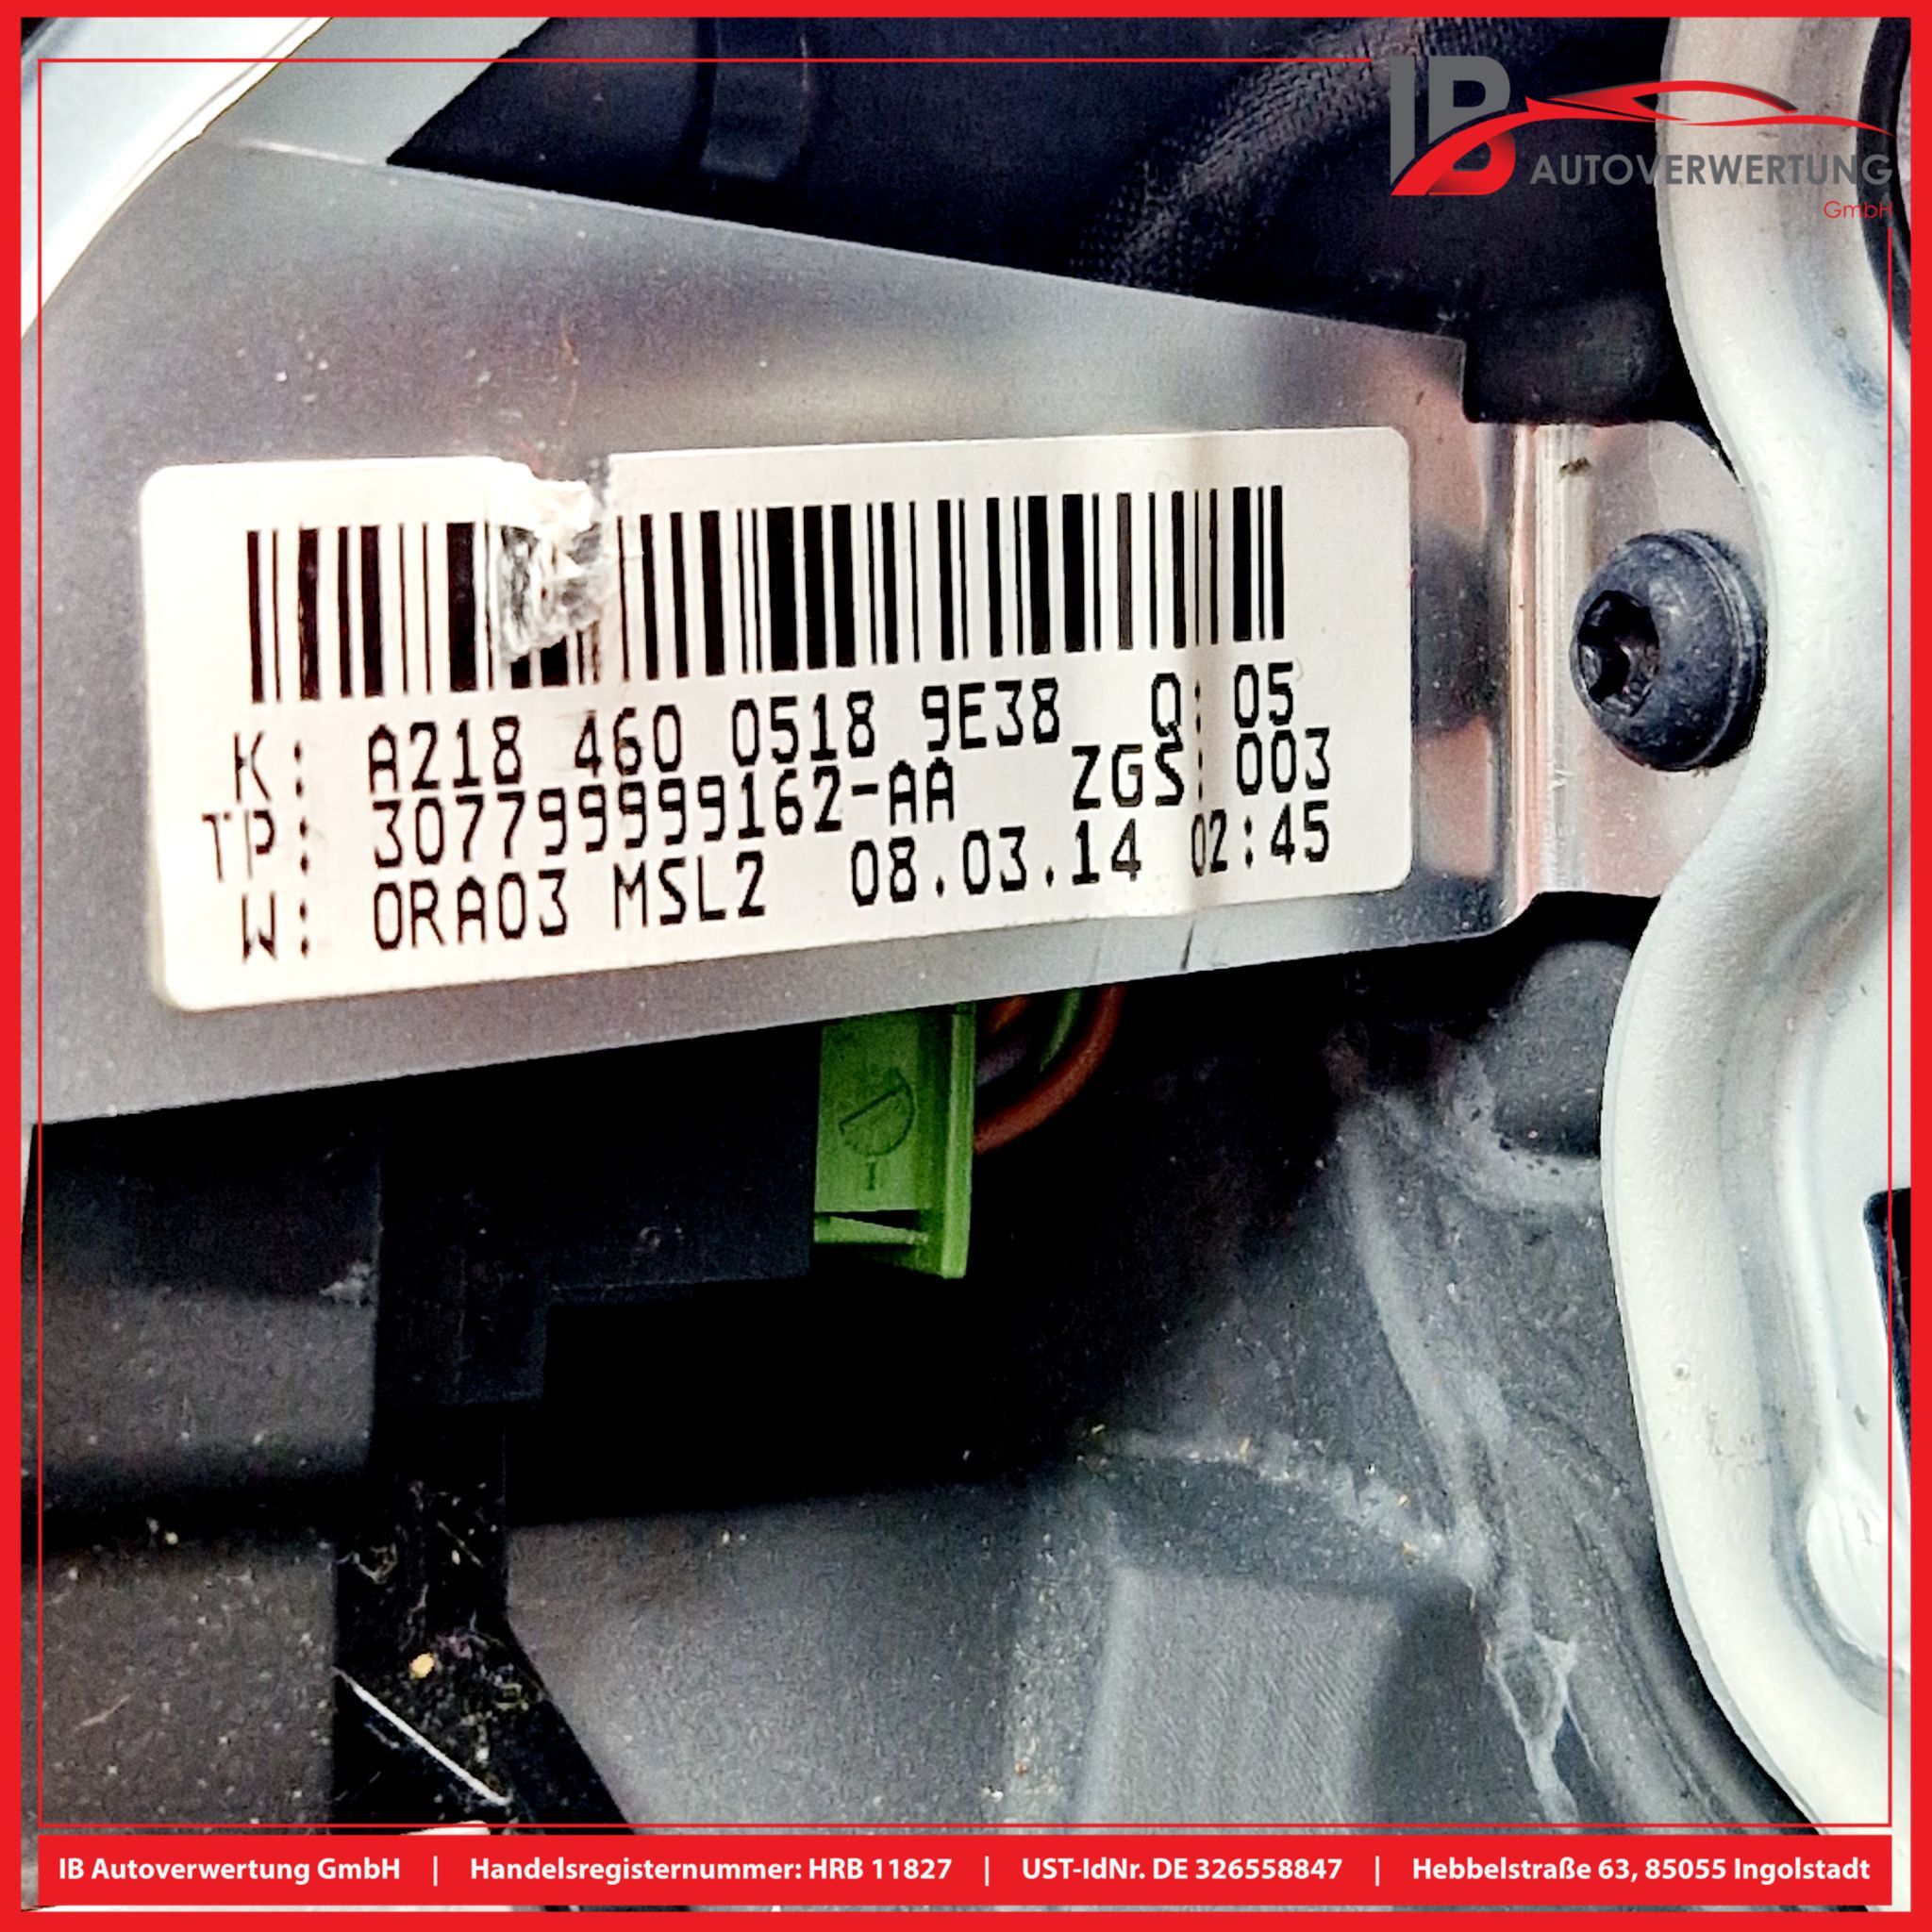 IB
AUTOVERWERTUNG
GmbH
K: A218 460 0518 9E38 Q: 05
TP: 307799999162-AA ZGS: 003
W: ORA03 MSL2 08.03.14 02:45
IB Autoverwertung GmbH | Handelsregisternummer: HRB 11827 | UST-IdNr. DE 326558847 | Hebbelstraße 63, 85055 Ingolstadt